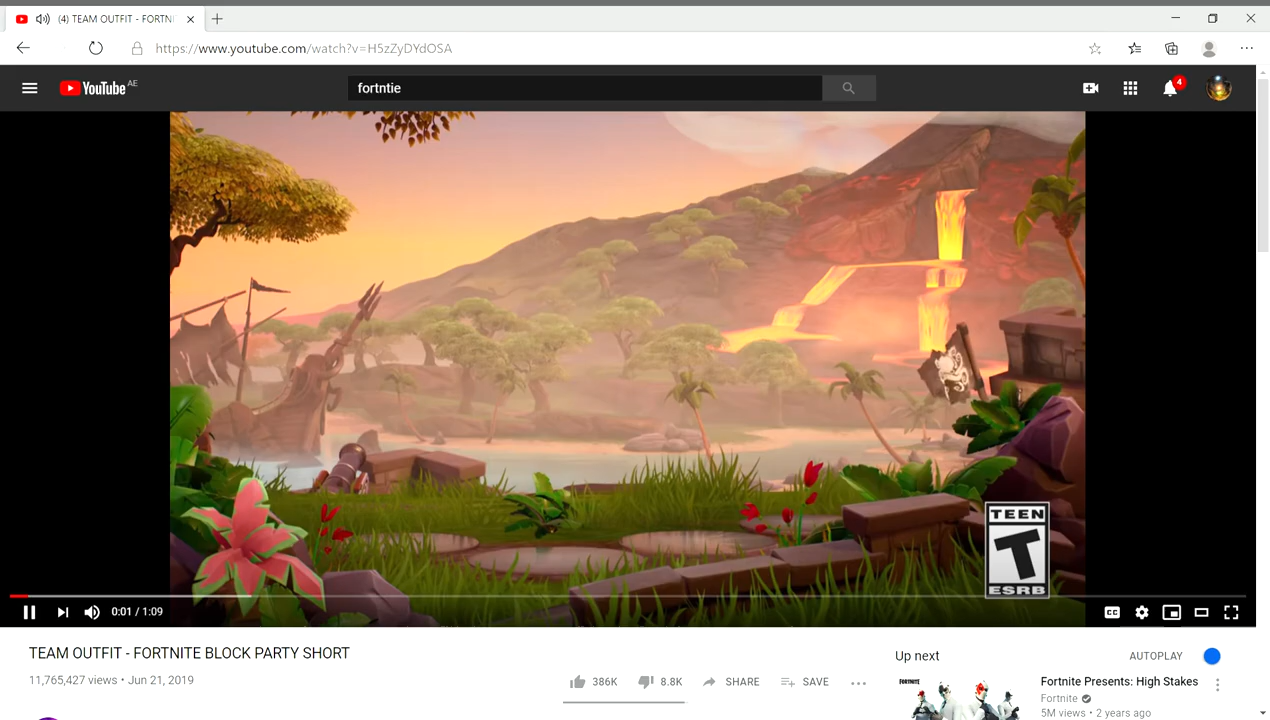 (4) TEAM OUTFIT - FORTNI
https://www.youtube.com/watch?v=H5zZyDYdOSA
YouTube AE
fortntie
4
TEEN
T
ESRB
0:01 / 1:09
CC
TEAM OUTFIT - FORTNITE BLOCK PARTY SHORT
11,765,427 views • Jun 21, 2019
386K
8.8K
SHARE
SAVE
Up next
AUTOPLAY
FORTNITE
Fortnite Presents: High Stakes
Fortnite
5M views • 2 years ago